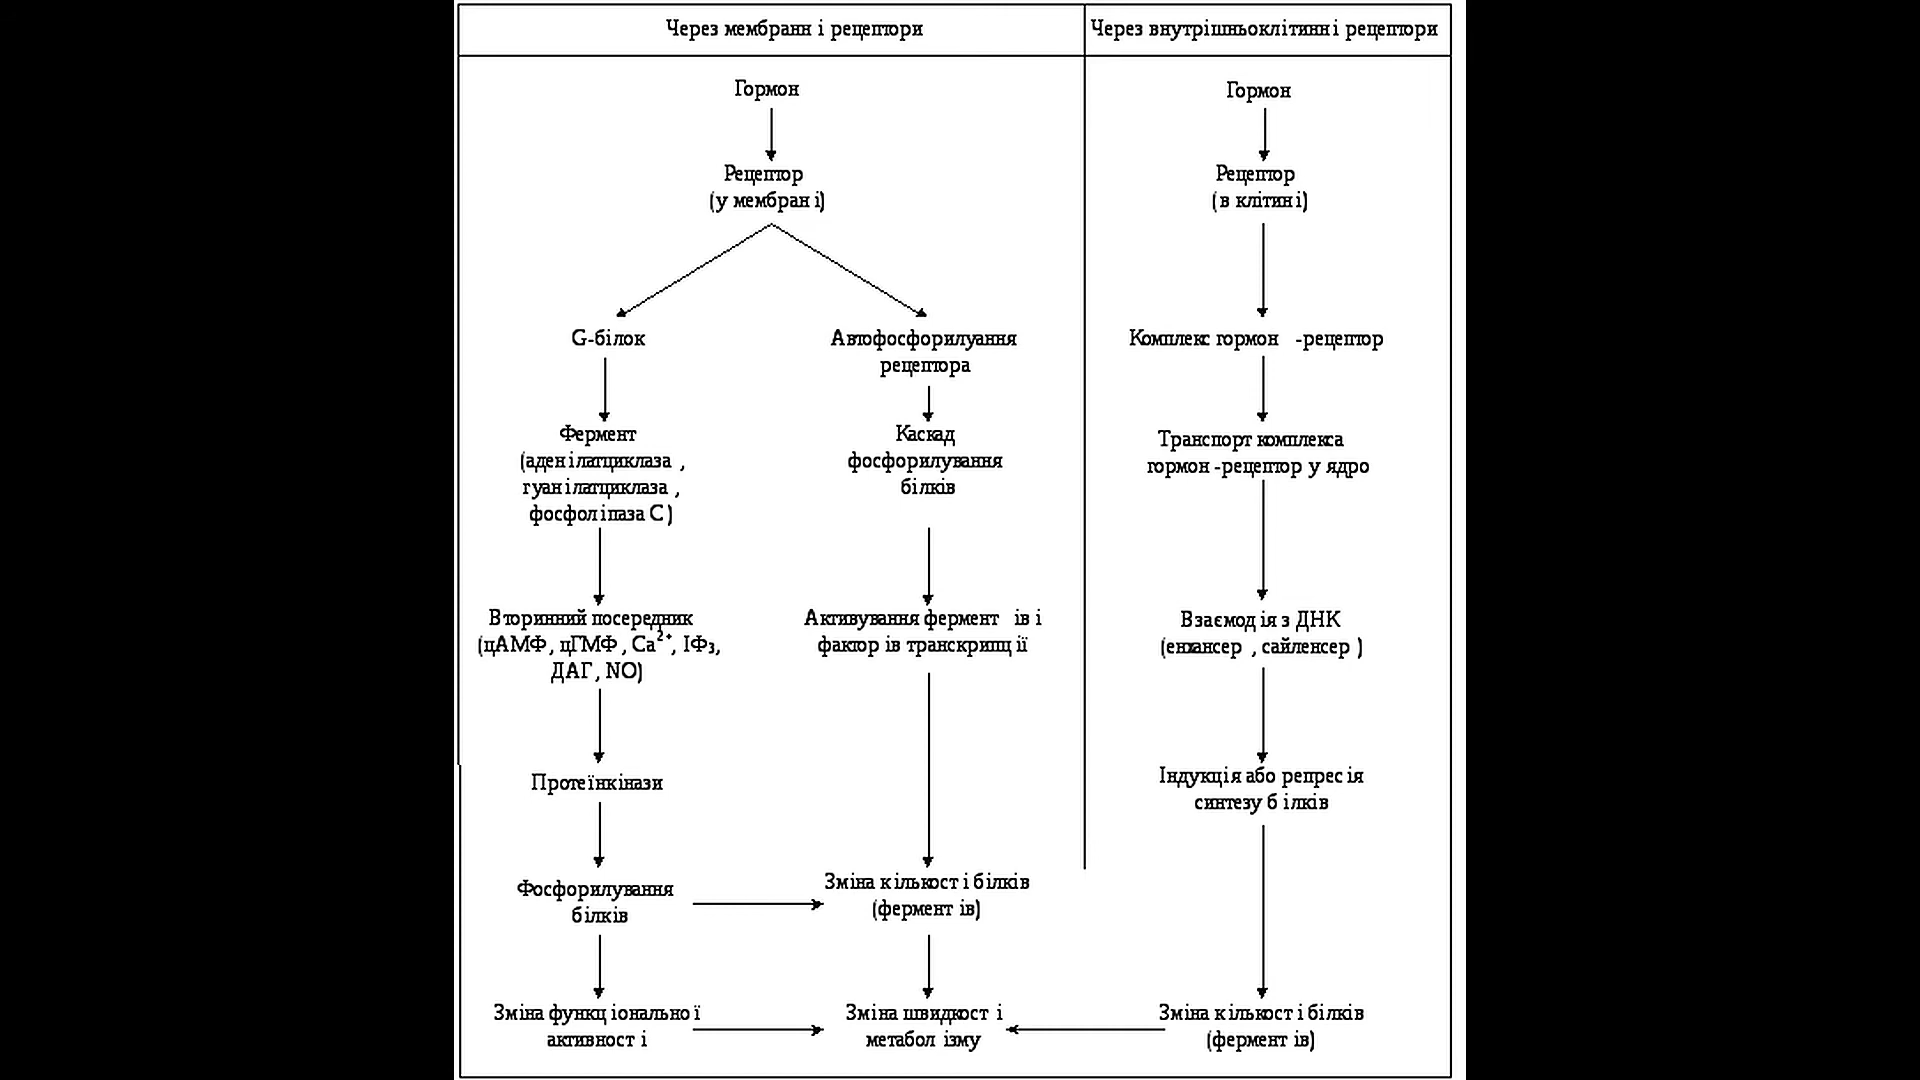 Через мембранні рецептори
Через внутрішньоклітинні рецептори
Гормон
Рецептор
(у мембрані)
G-білок
Фермент
(аденілатциклаза,
гуанілатциклаза,
фосфоліпаза С)
Вторинний посередник
(цАМФ, цГМФ, Ca²⁺, ІФ₃,
ДАГ, NO)
Протеїнкінази
Фосфорилування
білків
Зміна функціональної
активності
Автофосфорилуання
рецептора
Каскад
фосфорилування
білків
Активування ферментів і
факторів транскрипції
Зміна кількості білків
(ферментів)
Зміна швидкості
метаболізму
Гормон
Рецептор
(в клітині)
Комплекс гормон-рецептор
Транспорт комплекса
гормон-рецептор у ядро
Взаємодія з ДНК
(енхансер, сайленсер)
Індукція або репресія
синтезу білків
Зміна кількості білків
(ферментів)